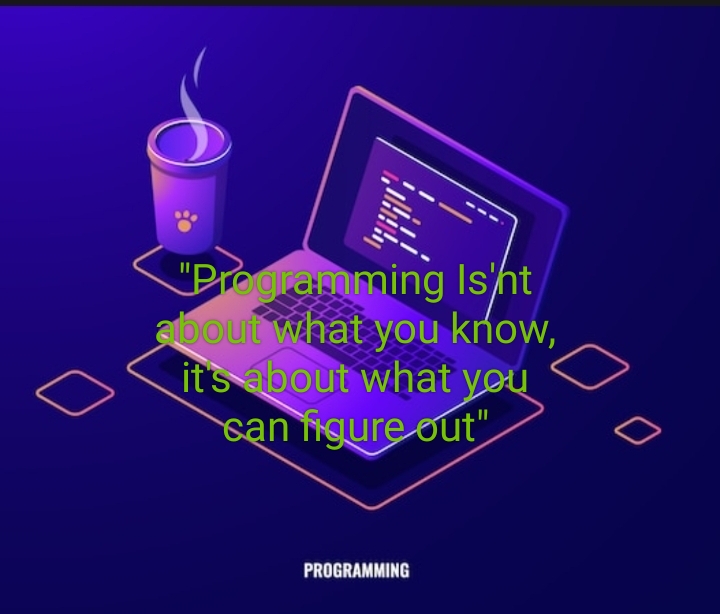 "Programming Is'nt
about what you know,
it's about what you
can figure out"
PROGRAMMING